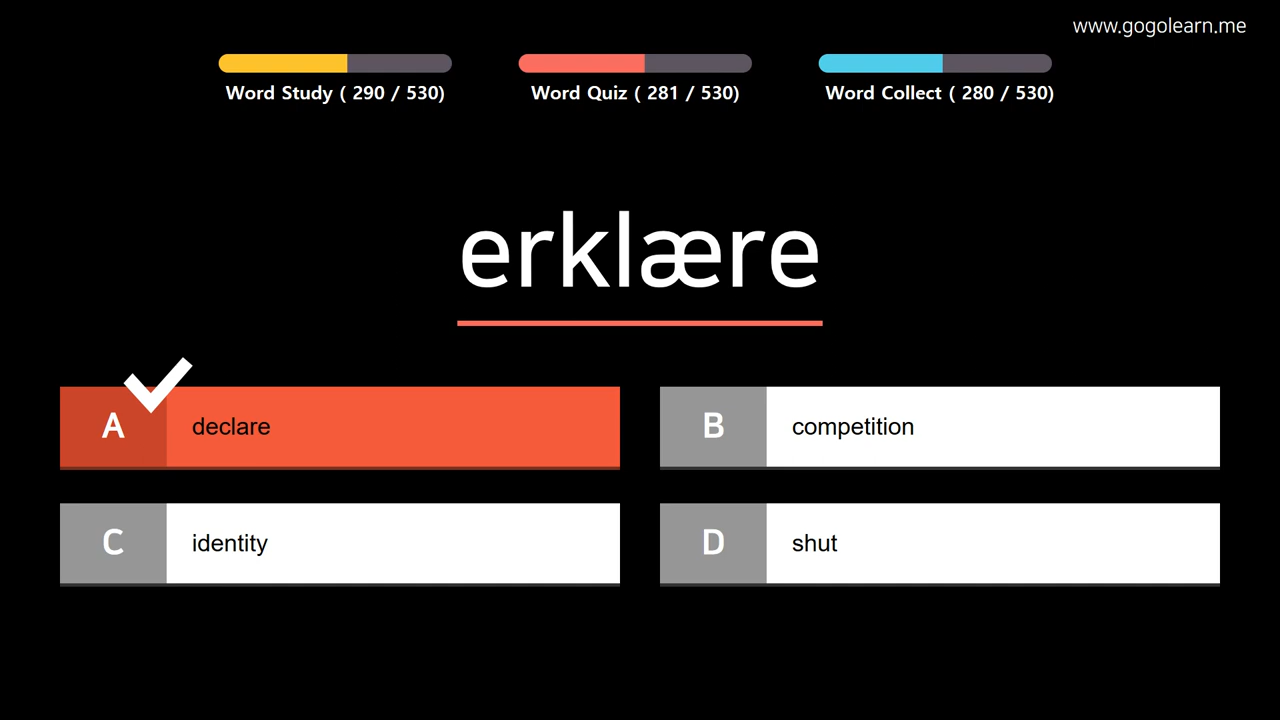 www.gogolearn.me
Word Study ( 290 / 530)
Word Quiz ( 281 / 530)
Word Collect ( 280 / 530)
erklære
A declare
B competition
C identity
D shut